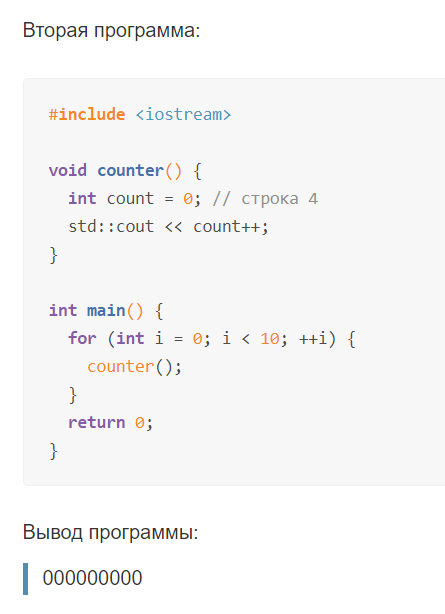 Вторая программа:
#include <iostream>
void counter() {
int count = 0; // строка 4
std::cout << count++;
}
int main() {
for (int i = 0; i < 10; ++i) {
counter();
}
return 0;
}
Вывод программы:
000000000